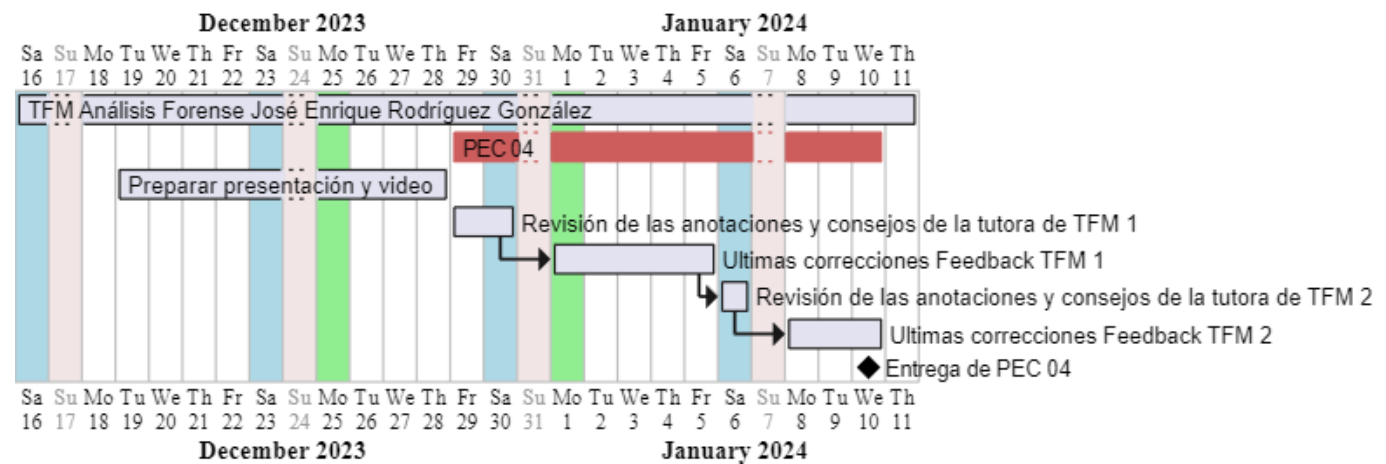 December 2023 January 2024
Sa Su Mo Tu We Th Fr Sa Su Mo Tu We Th Fr Sa Su Mo Tu We Th Fr Sa Su Mo Tu We Th
16 17 18 19 20 21 22 23 24 25 26 27 28 29 30 31 1 2 3 4 5 6 7 8 9 10 11
TFM Análisis Forense José Enrique Rodríguez González
PEC 04
Preparar presentación y video
Revisión de las anotaciones y consejos de la tutora de TFM 1
Ultimas correcciones Feedback TFM 1
Revisión de las anotaciones y consejos de la tutora de TFM 2
Ultimas correcciones Feedback TFM 2
Entrega de PEC 04
Sa Su Mo Tu We Th Fr Sa Su Mo Tu We Th Fr Sa Su Mo Tu We Th Fr Sa Su Mo Tu We Th
16 17 18 19 20 21 22 23 24 25 26 27 28 29 30 31 1 2 3 4 5 6 7 8 9 10 11
December 2023 January 2024